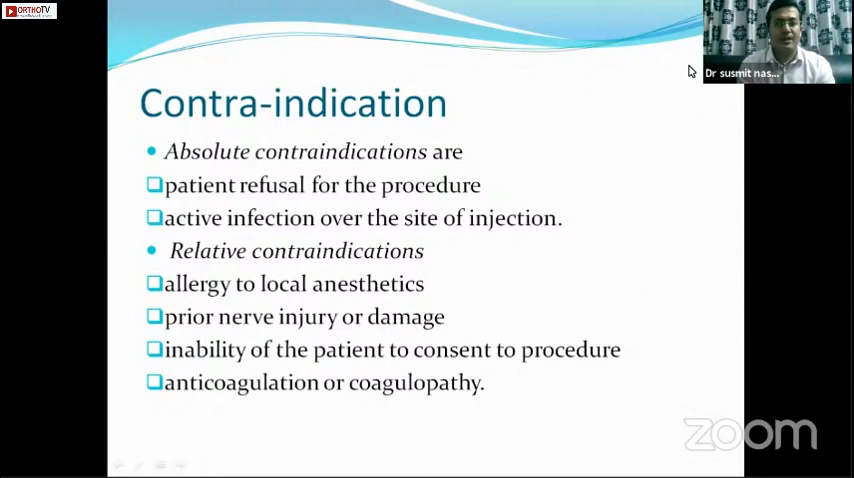 ORTHOTV
Dr susmit nas...
Contra-indication
Absolute contraindications are
patient refusal for the procedure
active infection over the site of injection.
Relative contraindications
allergy to local anesthetics
prior nerve injury or damage
inability of the patient to consent to procedure
anticoagulation or coagulopathy.
zoom